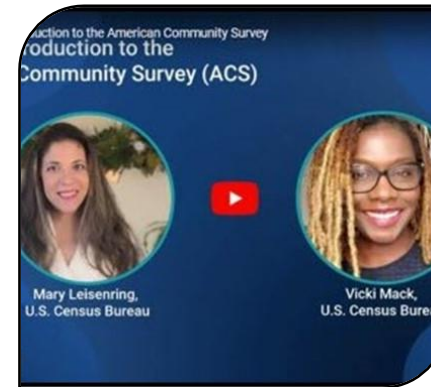 uction to the American Community Survey
roduction to the
Community Survey (ACS)
Mary Leisenring,
U.S. Census Bureau
Vicki Mack,
U.S. Census Bure